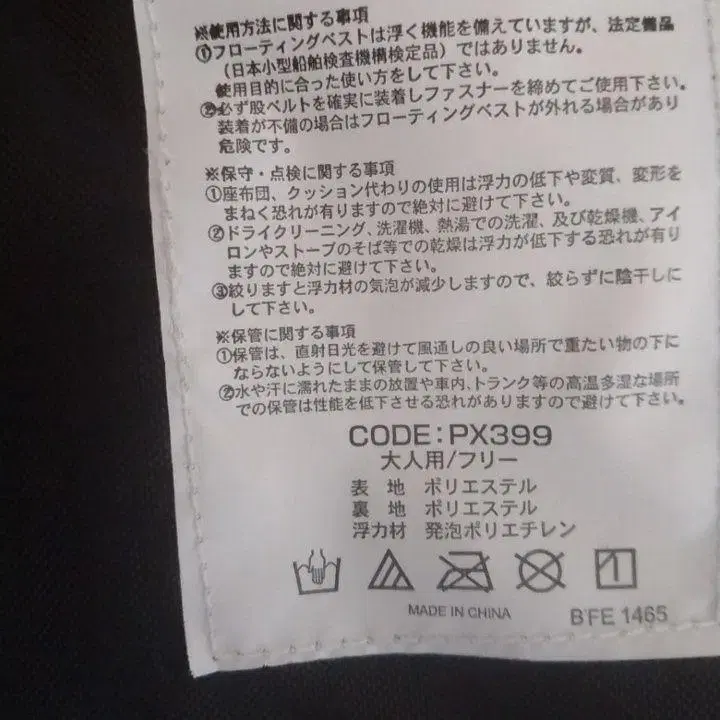 ※使用方法に関する事項
①フローティングベストは浮く機能を備えていますが、法定備品
（日本小型船舶検査機構検定品）ではありません。
使用目的に合った使い方をして下さい。
②必ず股ベルトを確実に装着しファスナーを締めてご使用下さい。
装着が不備の場合はフローティングベストが外れる場合があり
危険です。
※保守・点検に関する事項
①座布団、クッション代わりの使用は浮力の低下や変質、変形を
まねく恐れが有りますので絶対に避けて下さい。
②ドライクリーニング、洗濯機、熱湯での洗濯、及び乾燥機、アイ
ロンやストーブのそば等での乾燥は浮力が低下する恐れが有り
ますので絶対に避けて下さい。
③絞りますと浮力材の気泡が減少しますので、絞らずに陰干しに
して下さい。
※保管に関する事項
①保管は、直射日光を避けて風通しの良い場所で重たい物の下に
ならないようにして保管して下さい。
②水や汗に濡れたままの放置や車内、トランク等の高温多湿な場所
での保管は性能を低下させる恐れがありますので避けて下さい。
CODE:PX399
大人用/フリー
表　地　ポリエステル
裏　地　ポリエステル
浮力材　発泡ポリエチレン
MADE IN CHINA
B'FE 1465